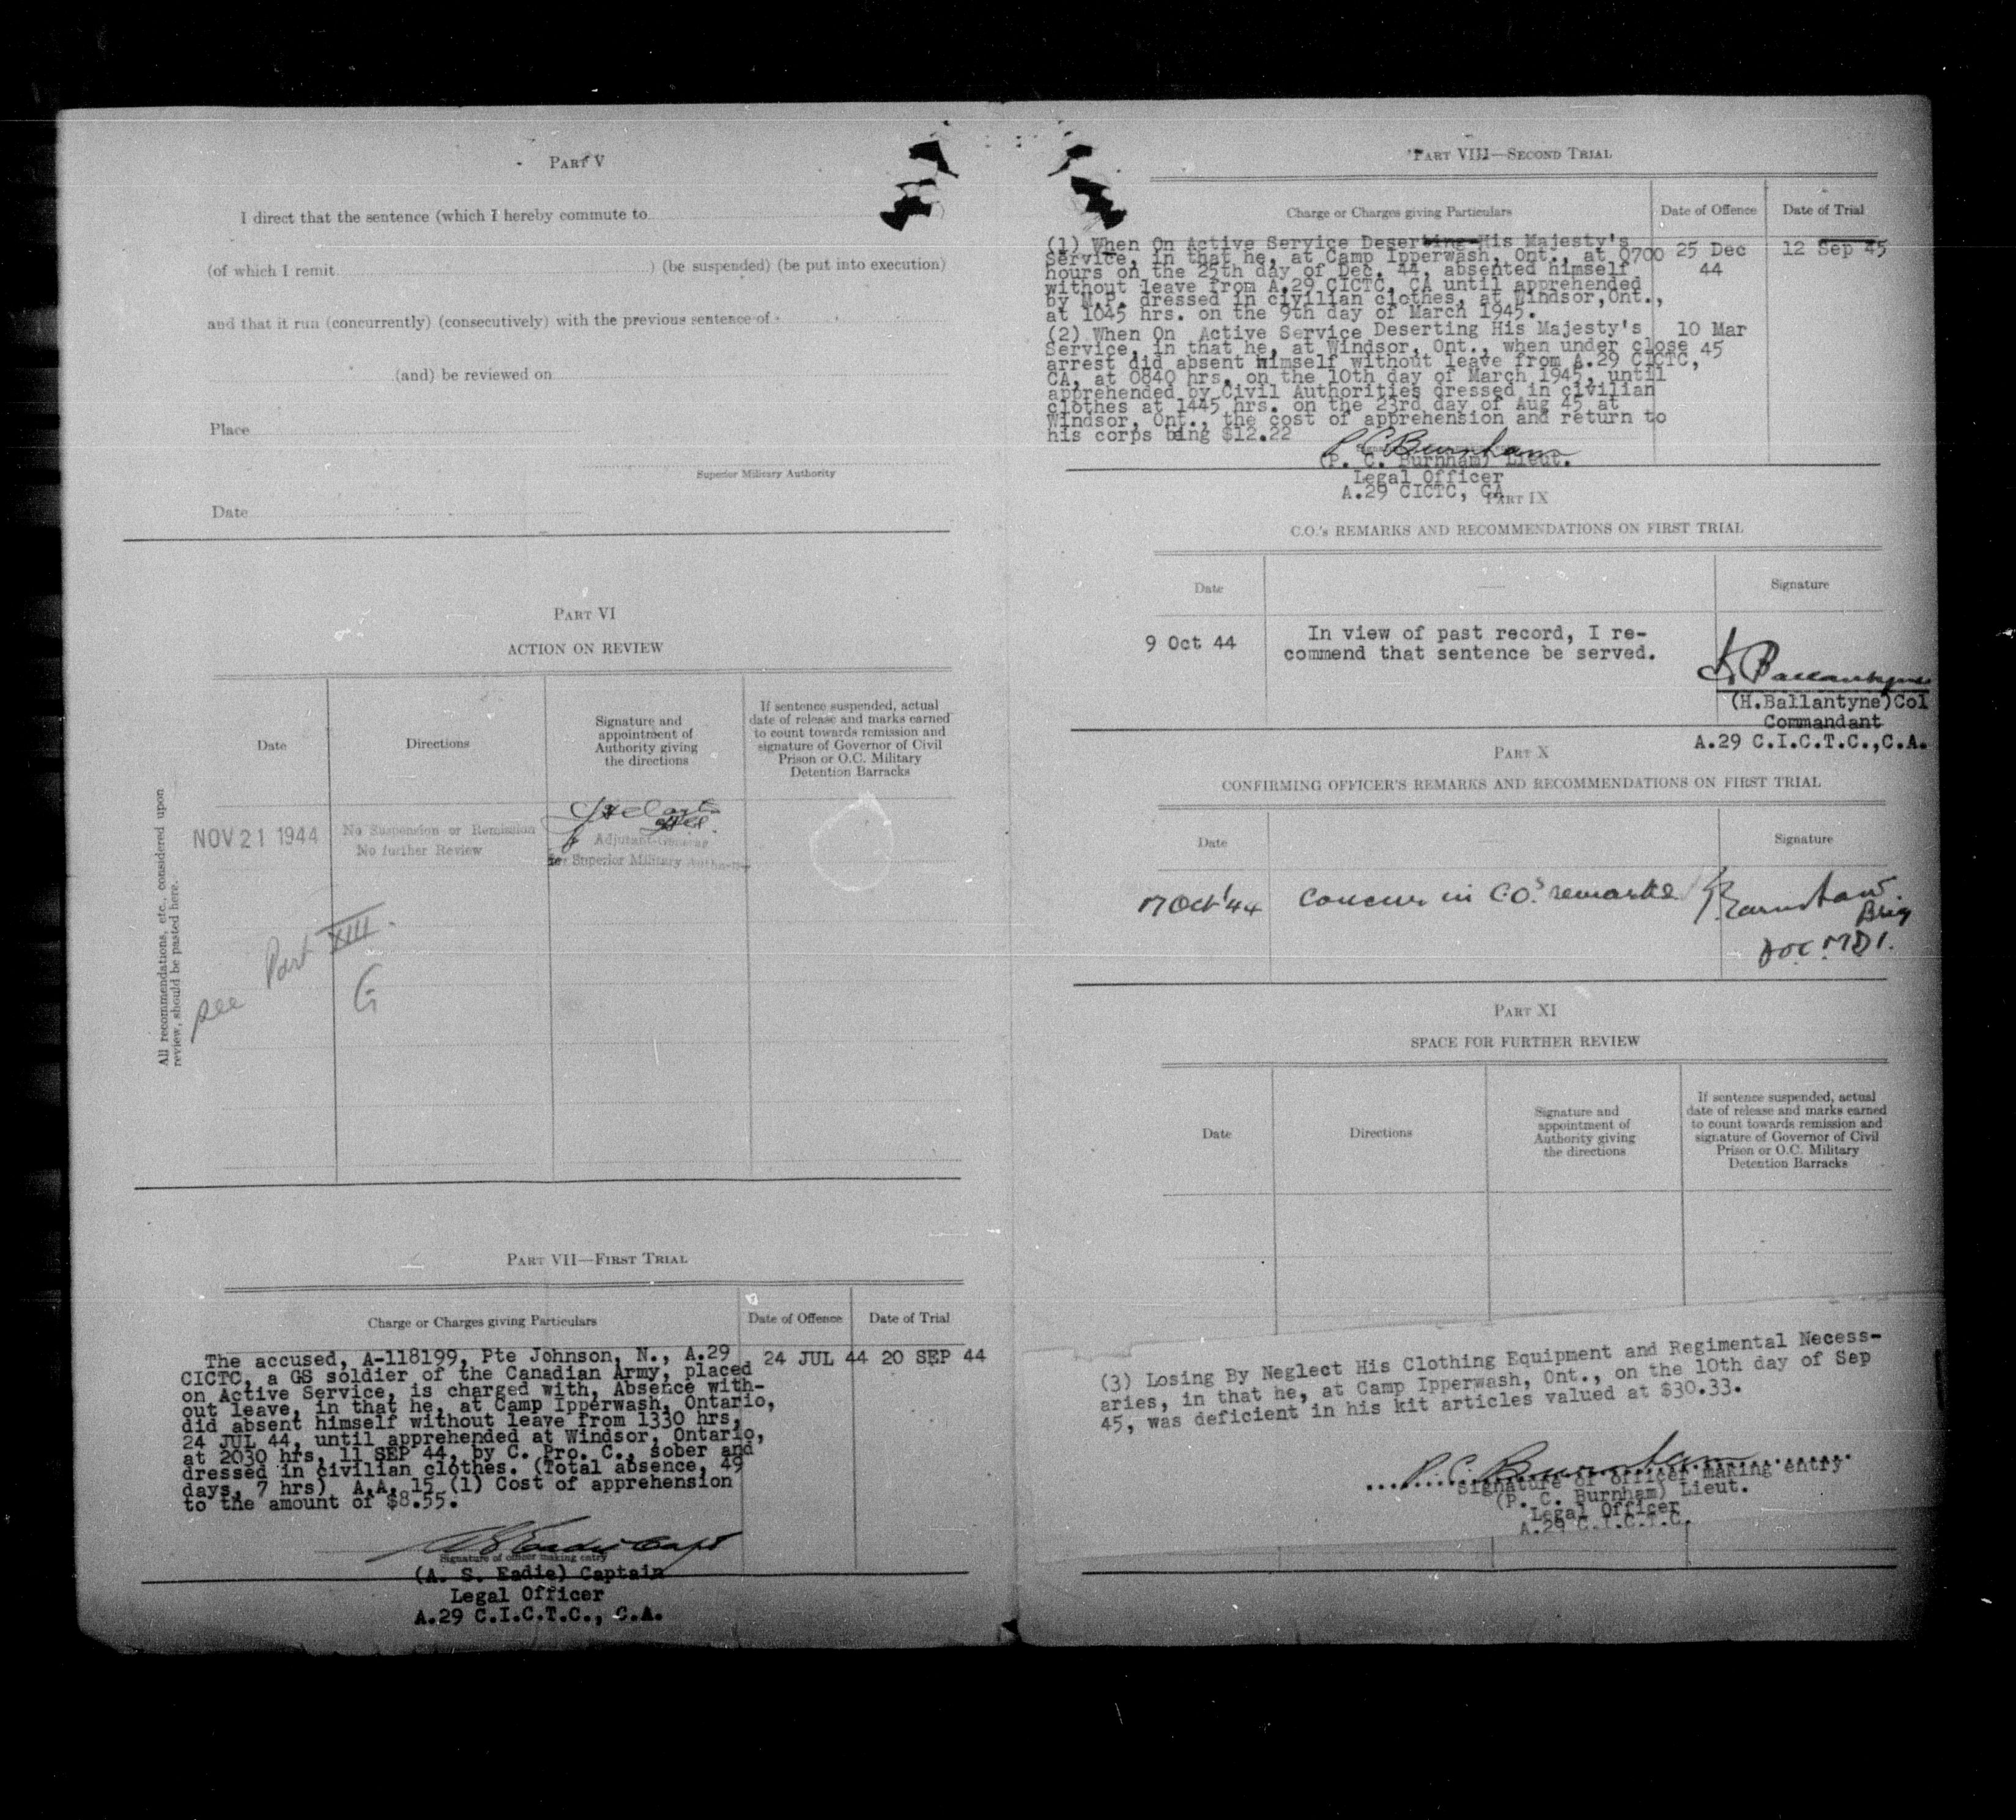 PART V
I direct that the sentence (which I hereby commute to
(of which I remit ) (be suspended) (be put into execution)
and that it run (concurrently) (consecutively) with the previous sentence of
(and) be reviewed on
Place
Superior Military Authority
Date
PART VI
ACTION ON REVIEW
All recommendations, etc., considered upon
review, should be pasted here.
Date
Directions
Signature and
appointment of
Authority giving
the directions
If sentence suspended, actual
date of release and marks earned
to count towards remission and
signature of Governor of Civil
Prison or O.C. Military
Detention Barracks
NOV 21 1944
No Suspension or Remission
No further Review
Adjutant-General
for Superior Military Authority
see Part XIII.
G
PART VII—FIRST TRIAL
Charge or Charges giving Particulars
Date of Offence
Date of Trial
The accused, A-118199, Pte Johnson, N., A.29
CICTC, a GS soldier of the Canadian Army, placed
on Active Service, is charged with, Absence with-
out leave, in that he, at Camp Ipperwash, Ontario,
did absent himself without leave from 1330 hrs,
24 JUL 44, until apprehended at Windsor, Ontario,
at 2030 hrs, 11 SEP 44, by C. Pro. C., sober and
dressed in civilian clothes. (Total absence, 49
days, 7 hrs) A.A. 15 (1) Cost of apprehension
to the amount of $8.55.
24 JUL 44
20 SEP 44
Signature of officer making entry
(A. S. Eadie) Captain
Legal Officer
A.29 C.I.C.T.C., C.A.
PART VIII—SECOND TRIAL
Charge or Charges giving Particulars
Date of Offence
Date of Trial
(1) When On Active Service Deserting His Majesty's
Service, in that he, at Camp Ipperwash, Ont., at 0700
hours on the 25th day of Dec. 44, absented himself
without leave from A.29 CICTC, CA until apprehended
by M.P. dressed in civilian clothes, at Windsor,Ont.,
at 1045 hrs. on the 9th day of March 1945.
25 Dec
44
12 Sep 45
(2) When On Active Service Deserting His Majesty's
Service, in that he, at Windsor, Ont., when under close
arrest did absent himself without leave from A.29 CICTC,
CA, at 0840 hrs. on the 10th day of March 1945, until
apprehended by Civil Authorities dressed in civilian
clothes at 1445 hrs. on the 23rd day of Aug 45 at
Windsor, Ont., the cost of apprehension and return to
his corps bing $12.22
10 Mar
45
P C Burnham
(P. C. Burnham) Lieut.
Legal Officer
A.29 CICTC, CA
PART IX
C.O.'s REMARKS AND RECOMMENDATIONS ON FIRST TRIAL
Date
Signature
9 Oct 44
In view of past record, I re-
commend that sentence be served.
H Ballantyne
(H.Ballantyne)Col
Commandant
A.29 C.I.C.T.C.,C.A.
PART X
CONFIRMING OFFICER'S REMARKS AND RECOMMENDATIONS ON FIRST TRIAL
Date
Signature
17 Oct '44
Concur in C.O's remarks
Brig
DOC MD 1.
PART XI
SPACE FOR FURTHER REVIEW
Date
Directions
Signature and
appointment of
Authority giving
the directions
If sentence suspended, actual
date of release and marks earned
to count towards remission and
signature of Governor of Civil
Prison or O.C. Military
Detention Barracks
(3) Losing By Neglect His Clothing Equipment and Regimental Necess-
aries, in that he, at Camp Ipperwash, Ont., on the 10th day of Sep
45, was deficient in his kit articles valued at $30.33.
P. C. Burnham
Signature of officer making entry
(P. C. Burnham) Lieut.
Legal Officer
A.29 C.I.C.T.C.